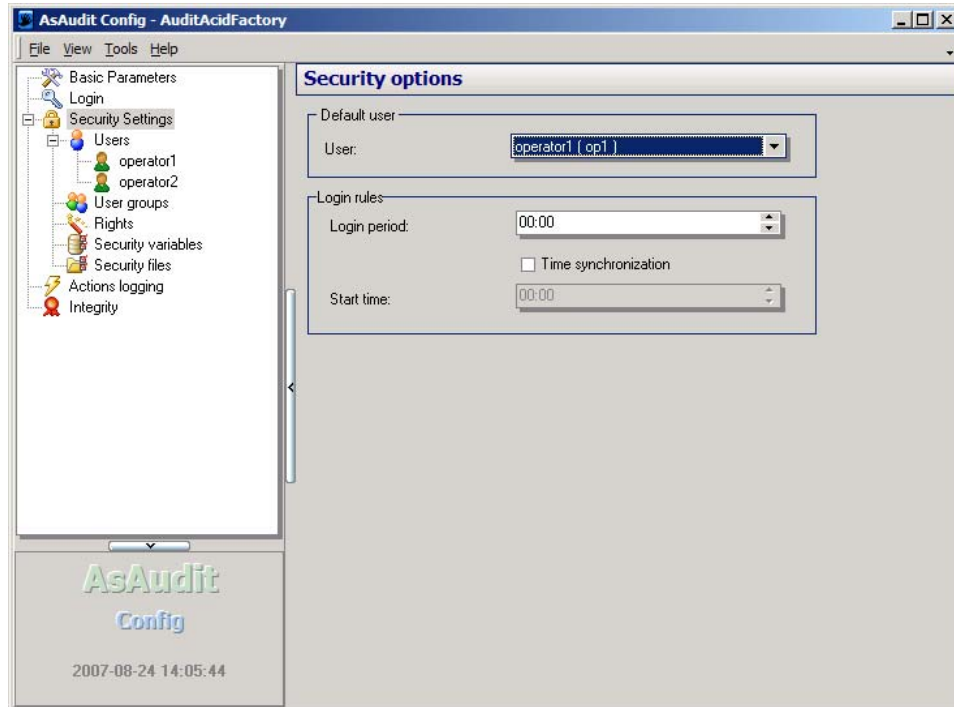 AsAudit Config - AuditAcidFactory
File View Tools Help
Basic Parameters
Login
Security Settings
Users
operator1
operator2
User groups
Rights
Security variables
Security files
Actions logging
Integrity
AsAudit
Config
2007-08-24 14:05:44
Security options
Default user
User: operator1 ( op1 )
Login rules
Login period: 00:00
Time synchronization
Start time: 00:00